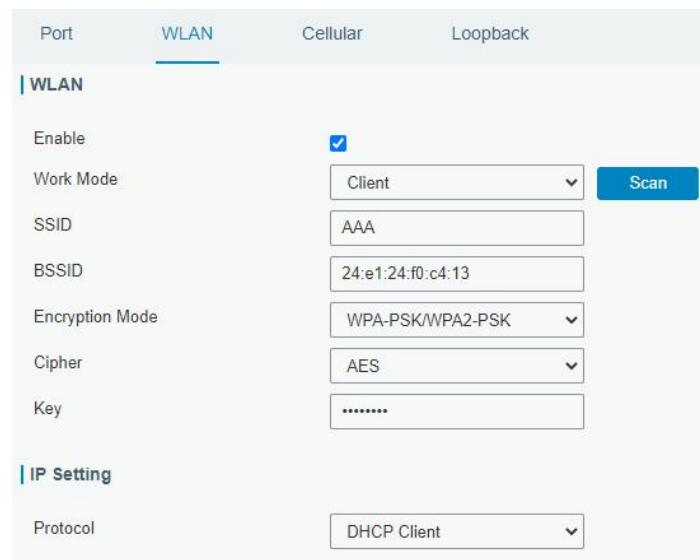 Port WLAN Cellular Loopback
WLAN
Enable
Work Mode Client Scan
SSID AAA
BSSID 24:e1:24:f0:c4:13
Encryption Mode WPA-PSK/WPA2-PSK
Cipher AES
Key ••••••••
IP Setting
Protocol DHCP Client